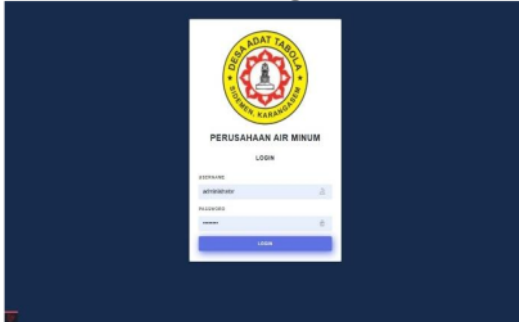 DESA ADAT TABOLA
SIDEMEN, KARANGASEM
PERUSAHAAN AIR MINUM
LOGIN
USERNAME
administrator
PASSWORD
LOGIN